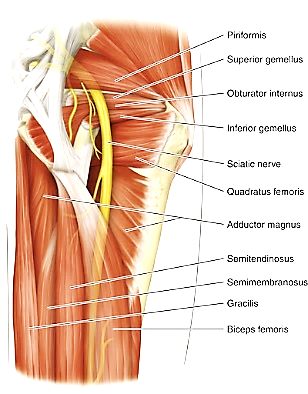 Piriformis
Superior gemellus
Obturator internus
Inferior gemellus
Sciatic nerve
Quadratus femoris
Adductor magnus
Semitendinosus
Semimembranosus
Gracilis
Biceps femoris